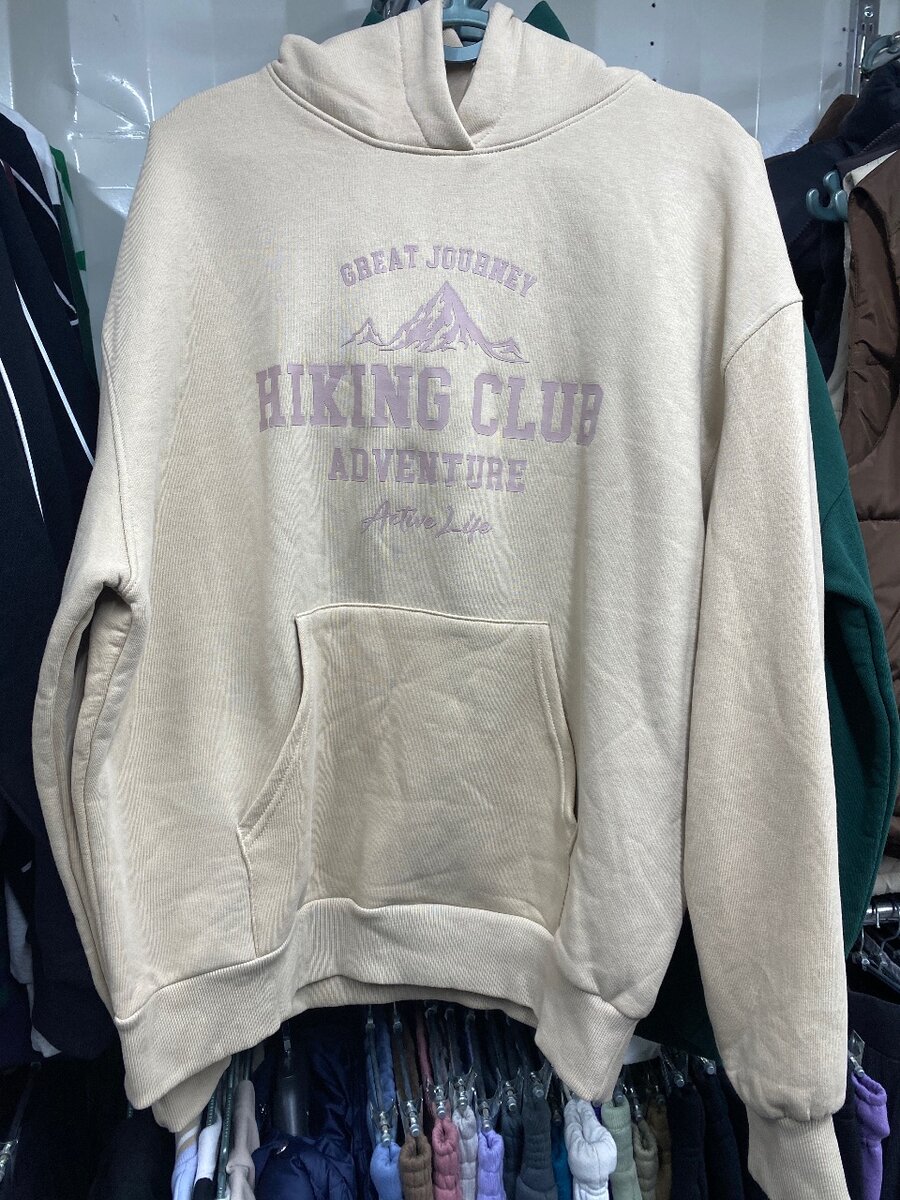 GREAT JOURNEY
HIKING CLUB
ADVENTURE
Active Life